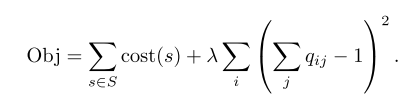 Obj = ∑_{s∈S} cost(s) + λ ∑_i (∑_j q_{ij} − 1)^2 .